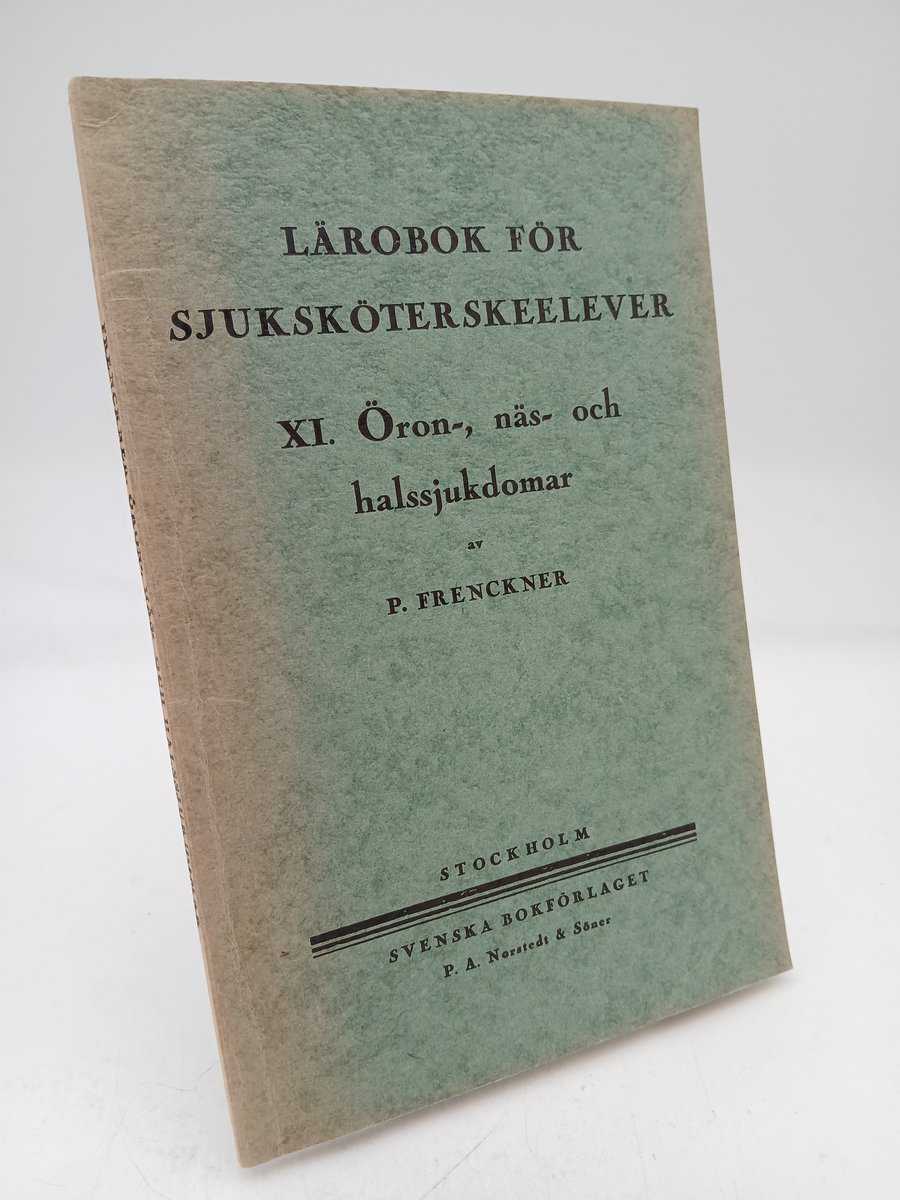 LÄROBOK FÖR
SJUKSKÖTERSKEELEVER
XI. Öron-, näs- och
halssjukdomar
av
P. FRENCKNER
STOCKHOLM
SVENSKA BOKFÖRLAGET
P. A. Norstedt & Söner